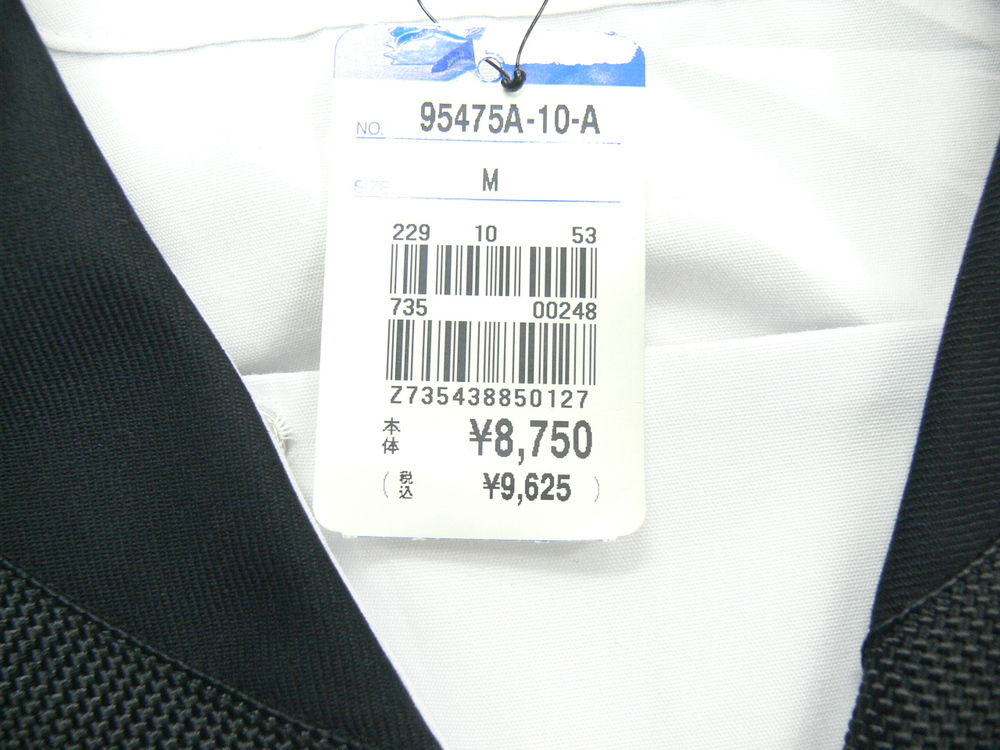 NO. 95475A-10-A
SIZE M
229 10 53
735 00248
Z735438850127
本体 ¥8,750
(税込 ¥9,625)